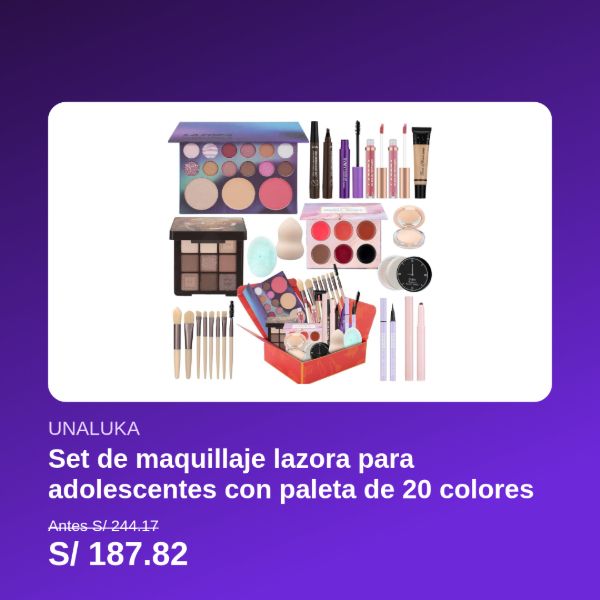 UNALUKA
Set de maquillaje lazora para
adolescentes con paleta de 20 colores
Antes S/ 244.17
S/ 187.82